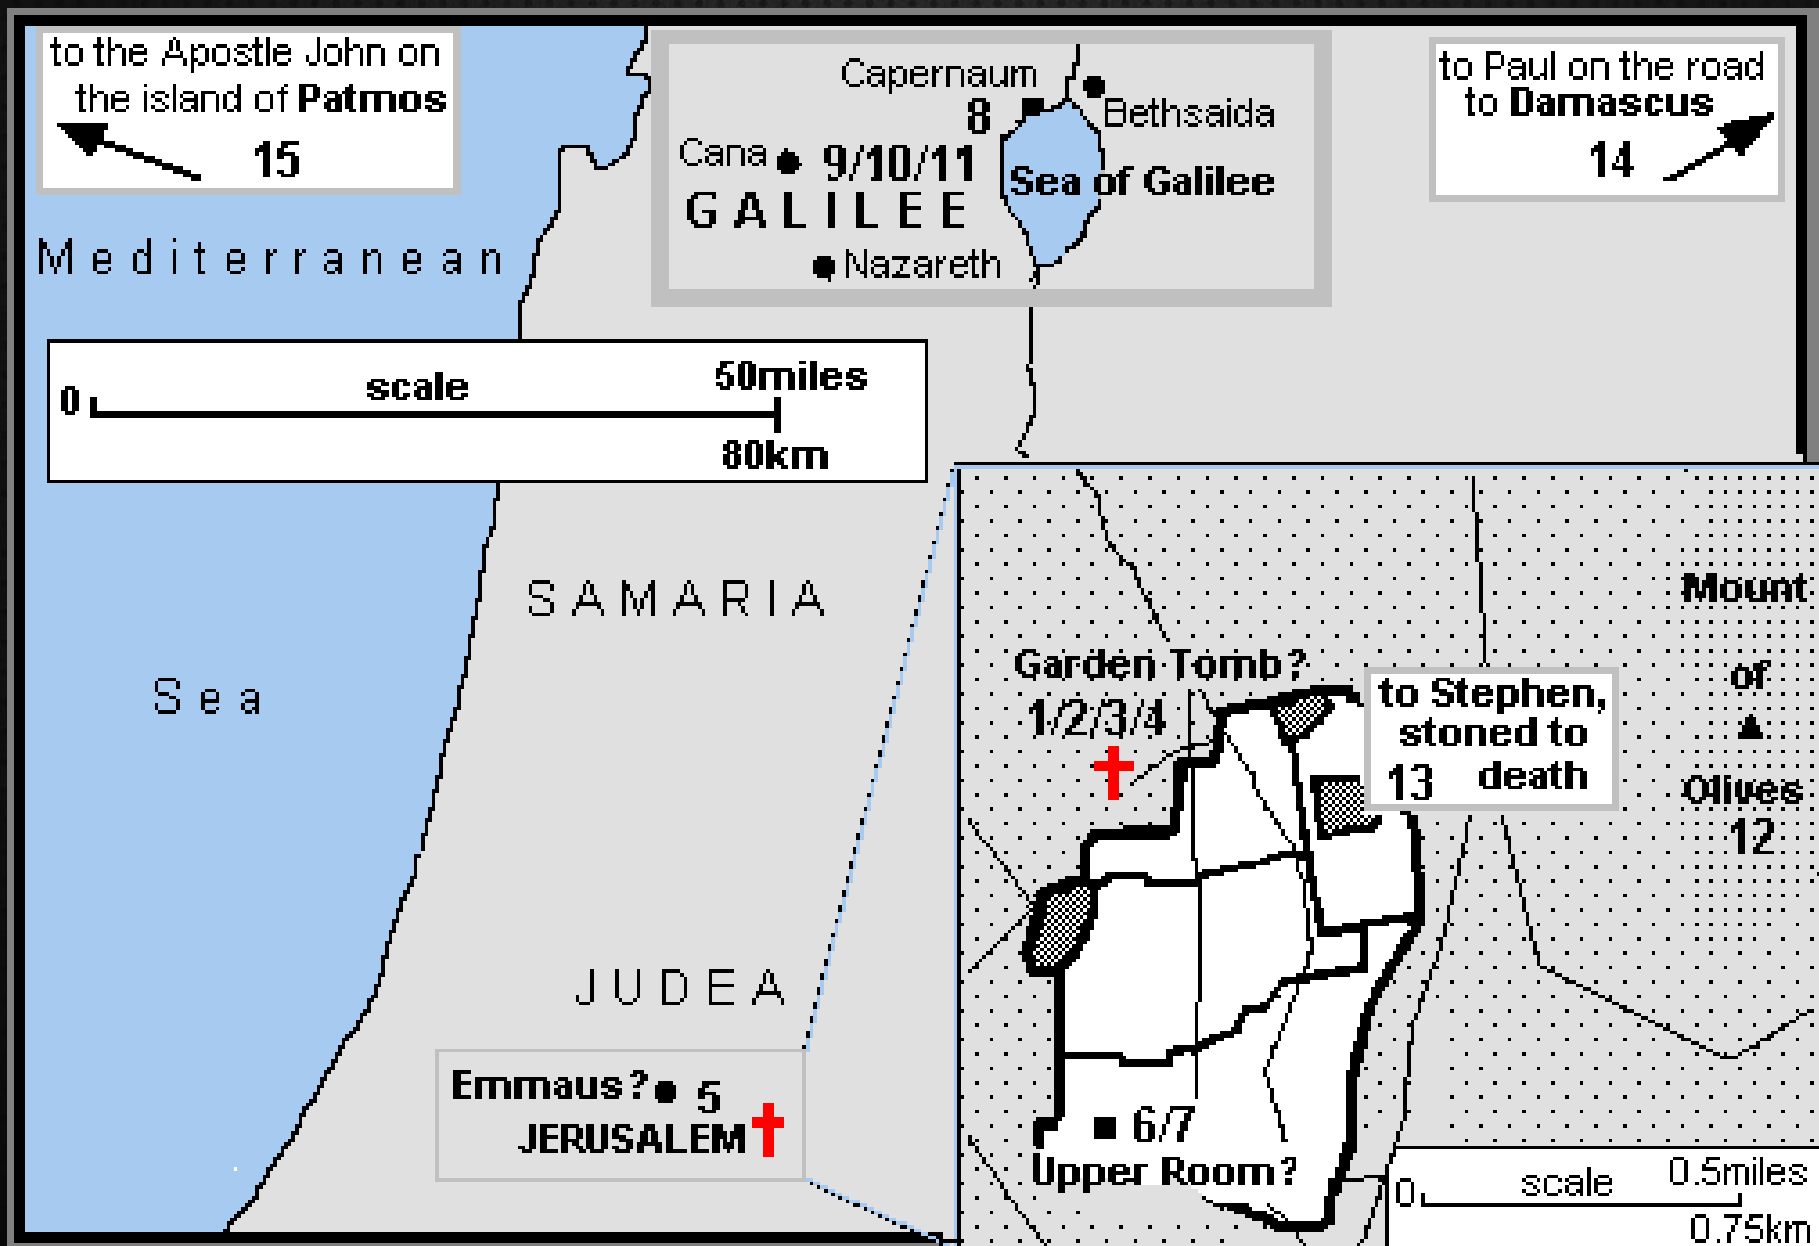 to the Apostle John on
the island of Patmos
15
Capernaum
8
Bethsaida
Cana
9/10/11
Sea of Galilee
GALILEE
Nazareth
to Paul on the road
to Damascus
14
Mediterranean
Sea
0
scale
50miles
80km
SAMARIA
JUDEA
Emmaus?
5
JERUSALEM
Garden Tomb?
1/2/3/4
to Stephen,
stoned to
13 death
Mount
of
Olives
12
6/7
Upper Room?
0
scale
0.5miles
0.75km